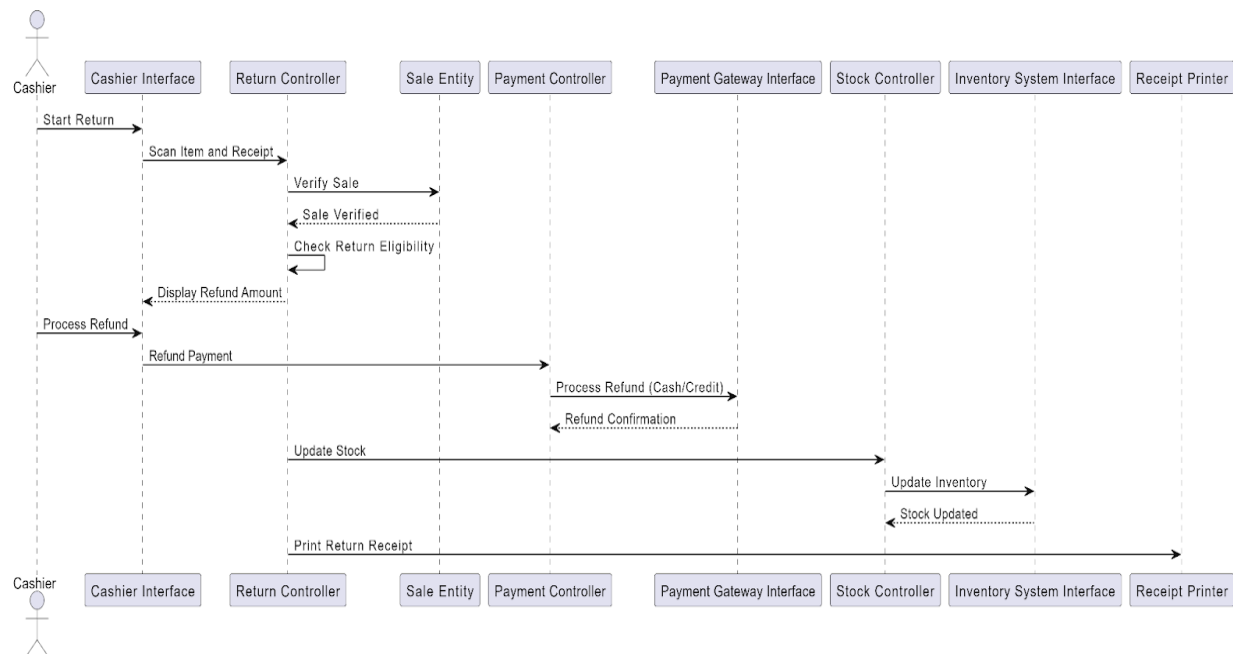 Cashier
Cashier Interface
Return Controller
Sale Entity
Payment Controller
Payment Gateway Interface
Stock Controller
Inventory System Interface
Receipt Printer
Start Return
Scan Item and Receipt
Verify Sale
Sale Verified
Check Return Eligibility
Display Refund Amount
Process Refund
Refund Payment
Process Refund (Cash/Credit)
Refund Confirmation
Update Stock
Update Inventory
Stock Updated
Print Return Receipt
Cashier
Cashier Interface
Return Controller
Sale Entity
Payment Controller
Payment Gateway Interface
Stock Controller
Inventory System Interface
Receipt Printer